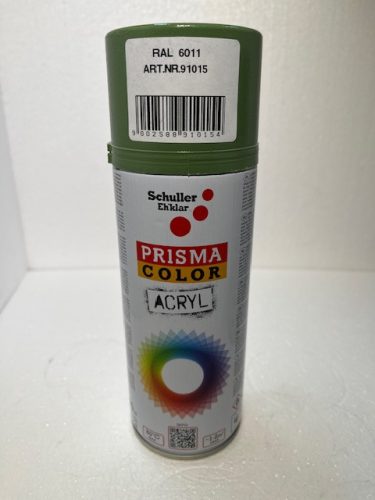 RAL 6011
ART.NR.91015
9002588910154
Schuller
Eh'klar
PRISMA
COLOR
ACRYL